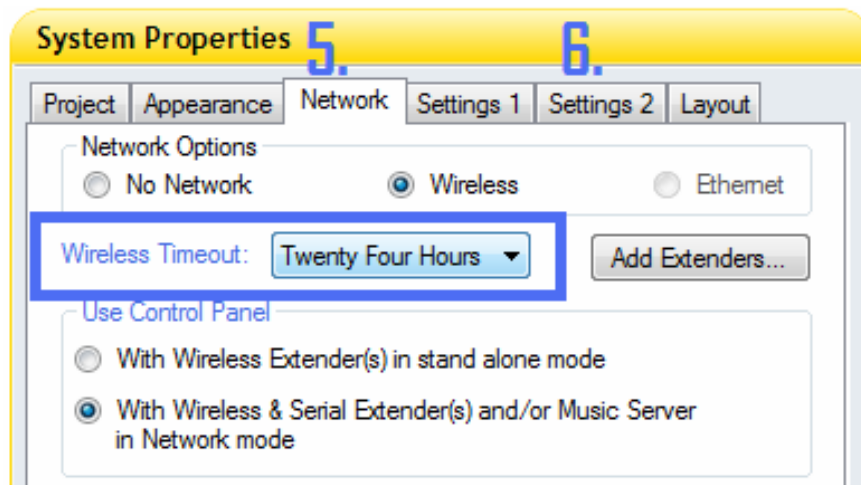 System Properties
5.
6.
Project Appearance Network Settings 1 Settings 2 Layout
Network Options
No Network Wireless Ethernet
Wireless Timeout: Twenty Four Hours Add Extenders...
Use Control Panel
With Wireless Extender(s) in stand alone mode
With Wireless & Serial Extender(s) and/or Music Server
in Network mode